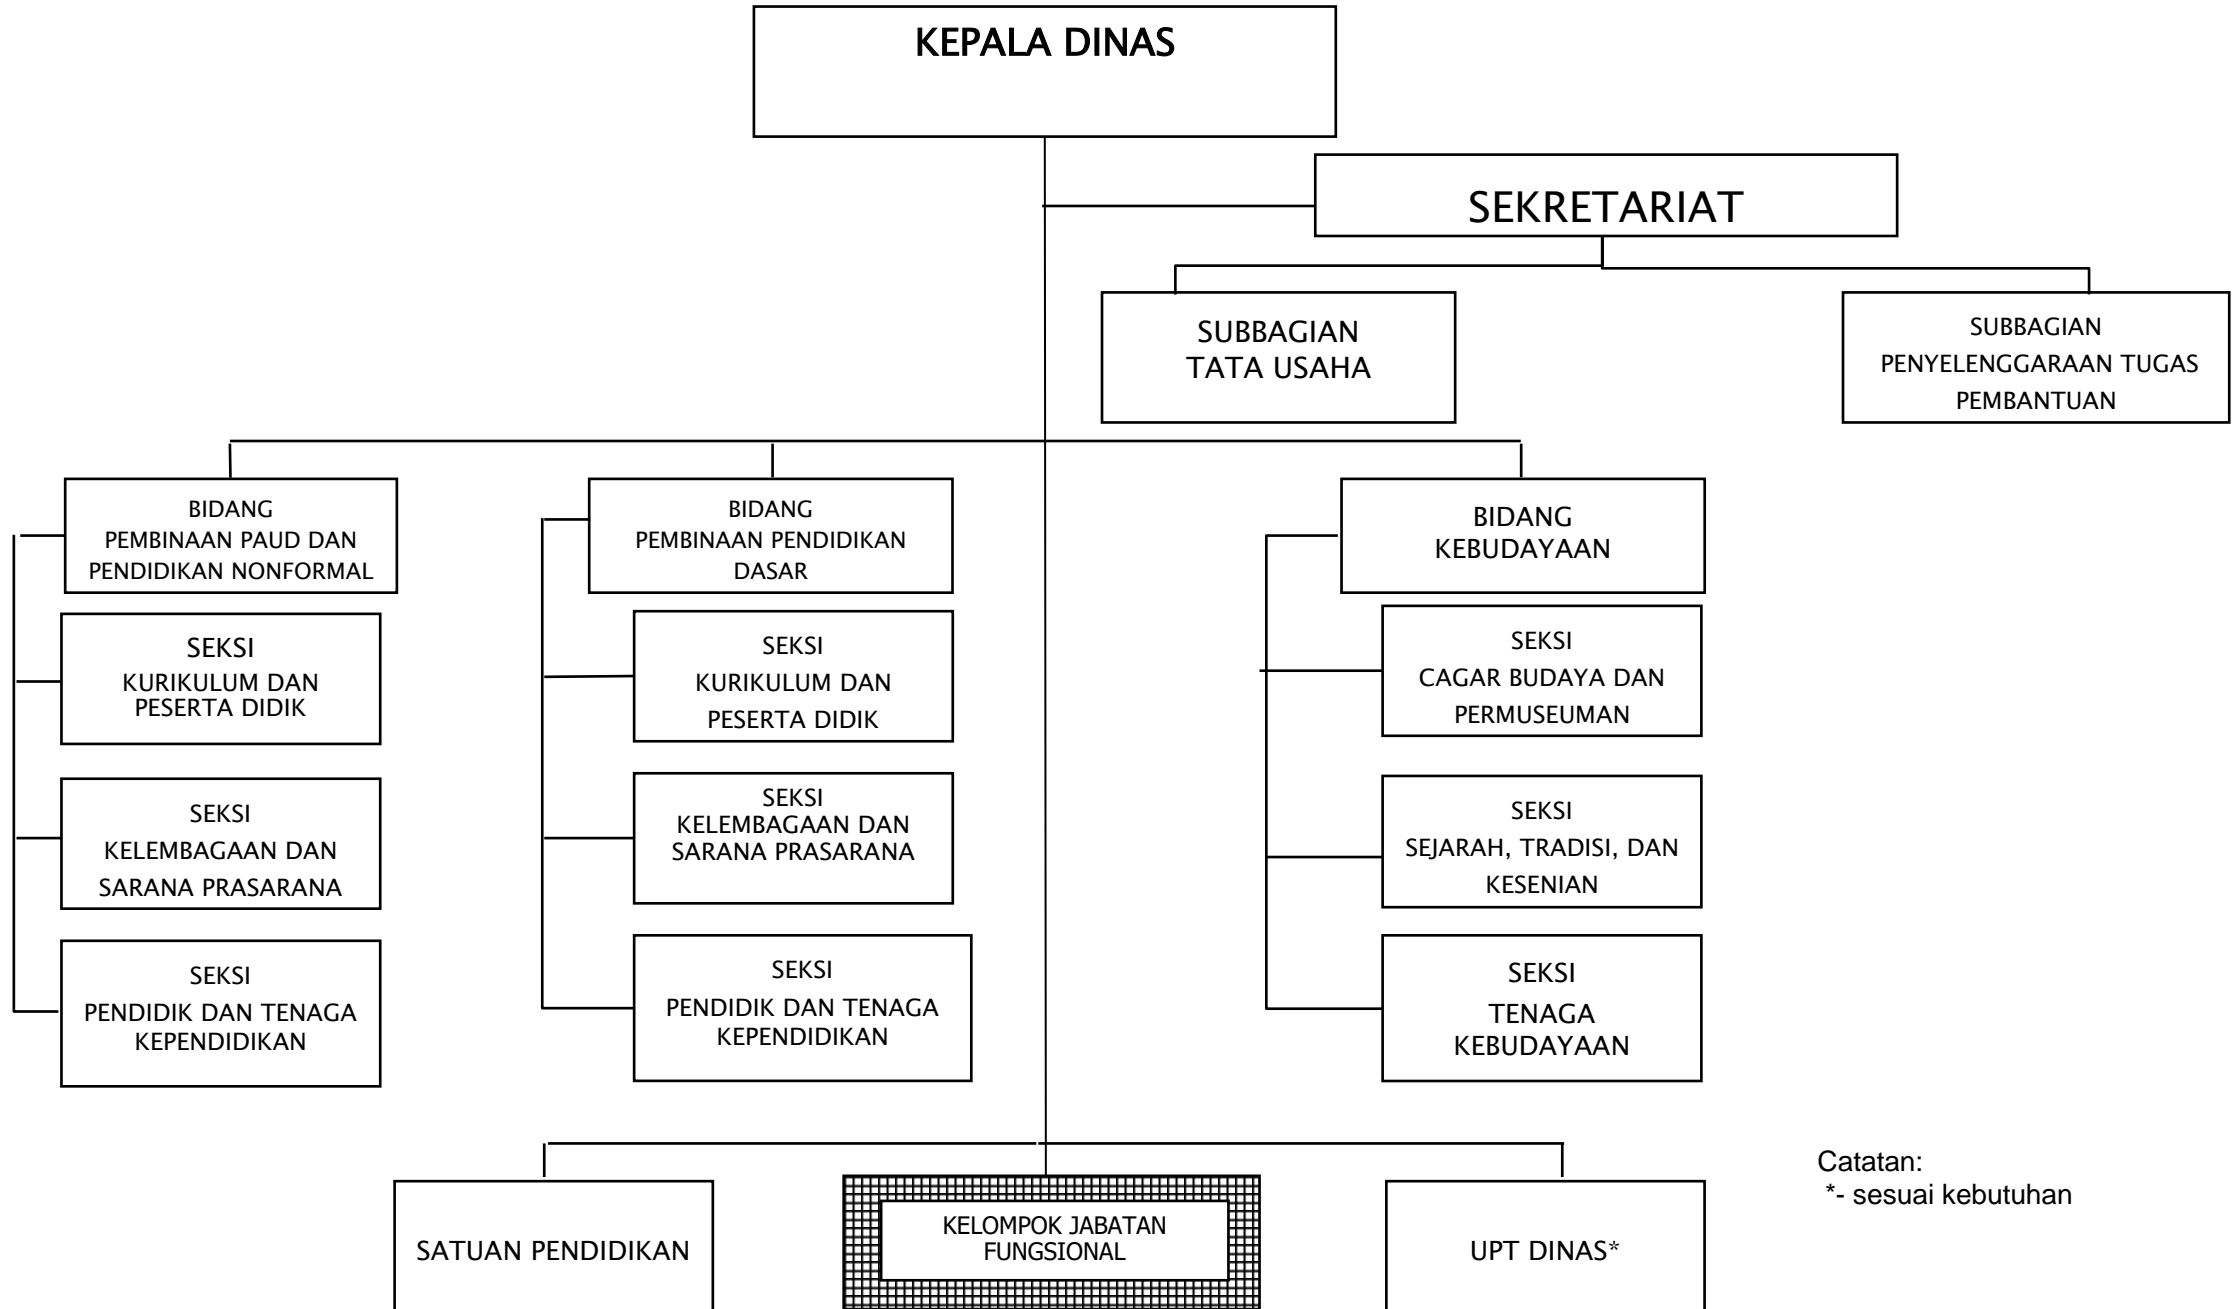 KEPALA DINAS
SEKRETARIAT
SUBBAGIAN
TATA USAHA
SUBBAGIAN
PENYELENGGARAAN TUGAS
PEMBANTUAN
BIDANG
PEMBINAAN PAUD DAN
PENDIDIKAN NONFORMAL
SEKSI
KURIKULUM DAN
PESERTA DIDIK
SEKSI
KELEMBAGAAN DAN
SARANA PRASARANA
SEKSI
PENDIDIK DAN TENAGA
KEPENDIDIKAN
BIDANG
PEMBINAAN PENDIDIKAN
DASAR
SEKSI
KURIKULUM DAN
PESERTA DIDIK
SEKSI
KELEMBAGAAN DAN
SARANA PRASARANA
SEKSI
PENDIDIK DAN TENAGA
KEPENDIDIKAN
BIDANG
KEBUDAYAAN
SEKSI
CAGAR BUDAYA DAN
PERMUSEUMAN
SEKSI
SEJARAH, TRADISI, DAN
KESENIAN
SEKSI
TENAGA
KEBUDAYAAN
SATUAN PENDIDIKAN
KELOMPOK JABATAN
FUNGSIONAL
UPT DINAS*
Catatan:
*- sesuai kebutuhan